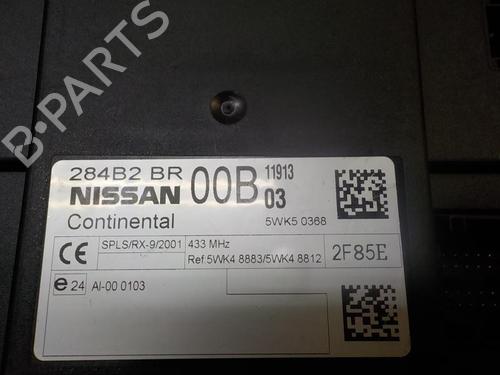 B-PARTS
284B2 BR 00B 11913
NISSAN 03
Continental 5WK5 0368
CE SPLS/RX-9/2001 433 MHz
Ref:5WK4 8883/5WK4 8812 2F85E
e24 AI-00 0103